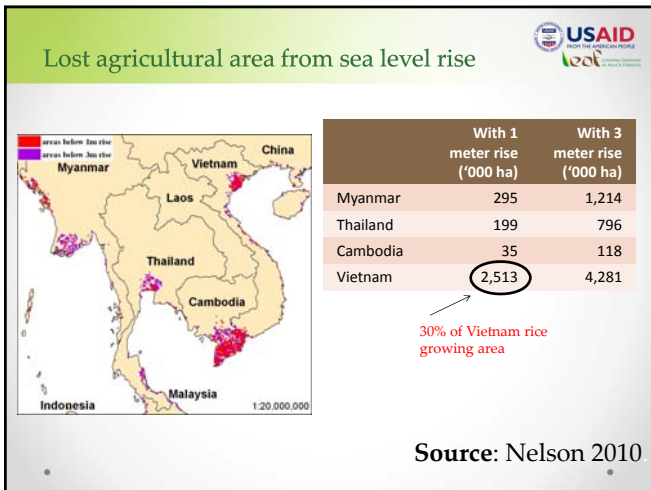 Lost agricultural area from sea level rise
USAID
FROM THE AMERICAN PEOPLE
leaf
areas below 1m rise
areas below 3m rise
China
Myanmar
Vietnam
Laos
Thailand
Cambodia
Malaysia
Indonesia
1:20,000,000
With 1 meter rise ('000 ha)
With 3 meter rise ('000 ha)
Myanmar 295 1,214
Thailand 199 796
Cambodia 35 118
Vietnam 2,513 4,281
30% of Vietnam rice
growing area
Source: Nelson 2010.